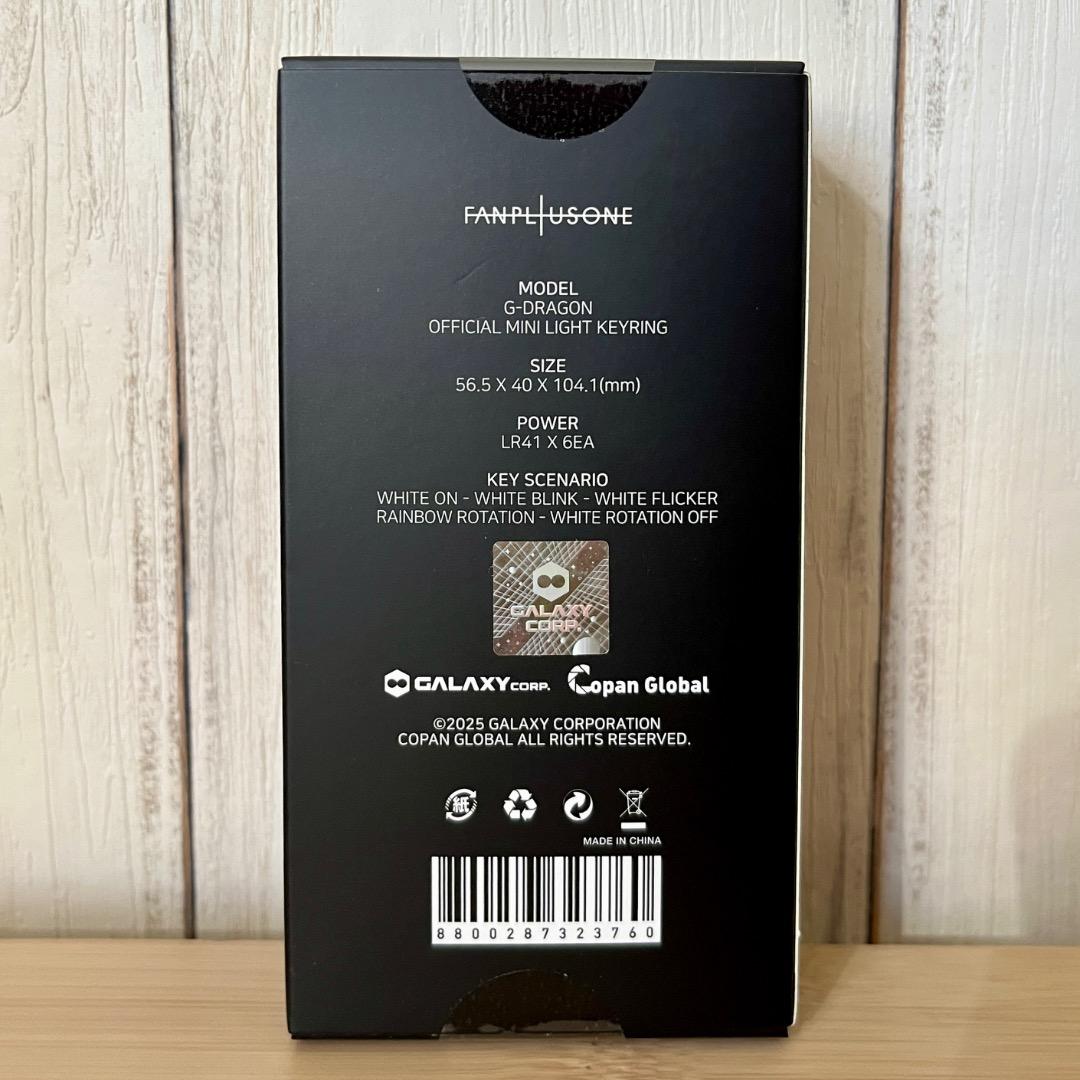 FANPLUSONE
MODEL
G-DRAGON
OFFICIAL MINI LIGHT KEYRING
SIZE
56.5 X 40 X 104.1(mm)
POWER
LR41 X 6EA
KEY SCENARIO
WHITE ON - WHITE BLINK - WHITE FLICKER
RAINBOW ROTATION - WHITE ROTATION OFF
GALAXY
CORP.
GALAXY CORP. Copan Global
©2025 GALAXY CORPORATION
COPAN GLOBAL ALL RIGHTS RESERVED.
紙
MADE IN CHINA
8800287323760